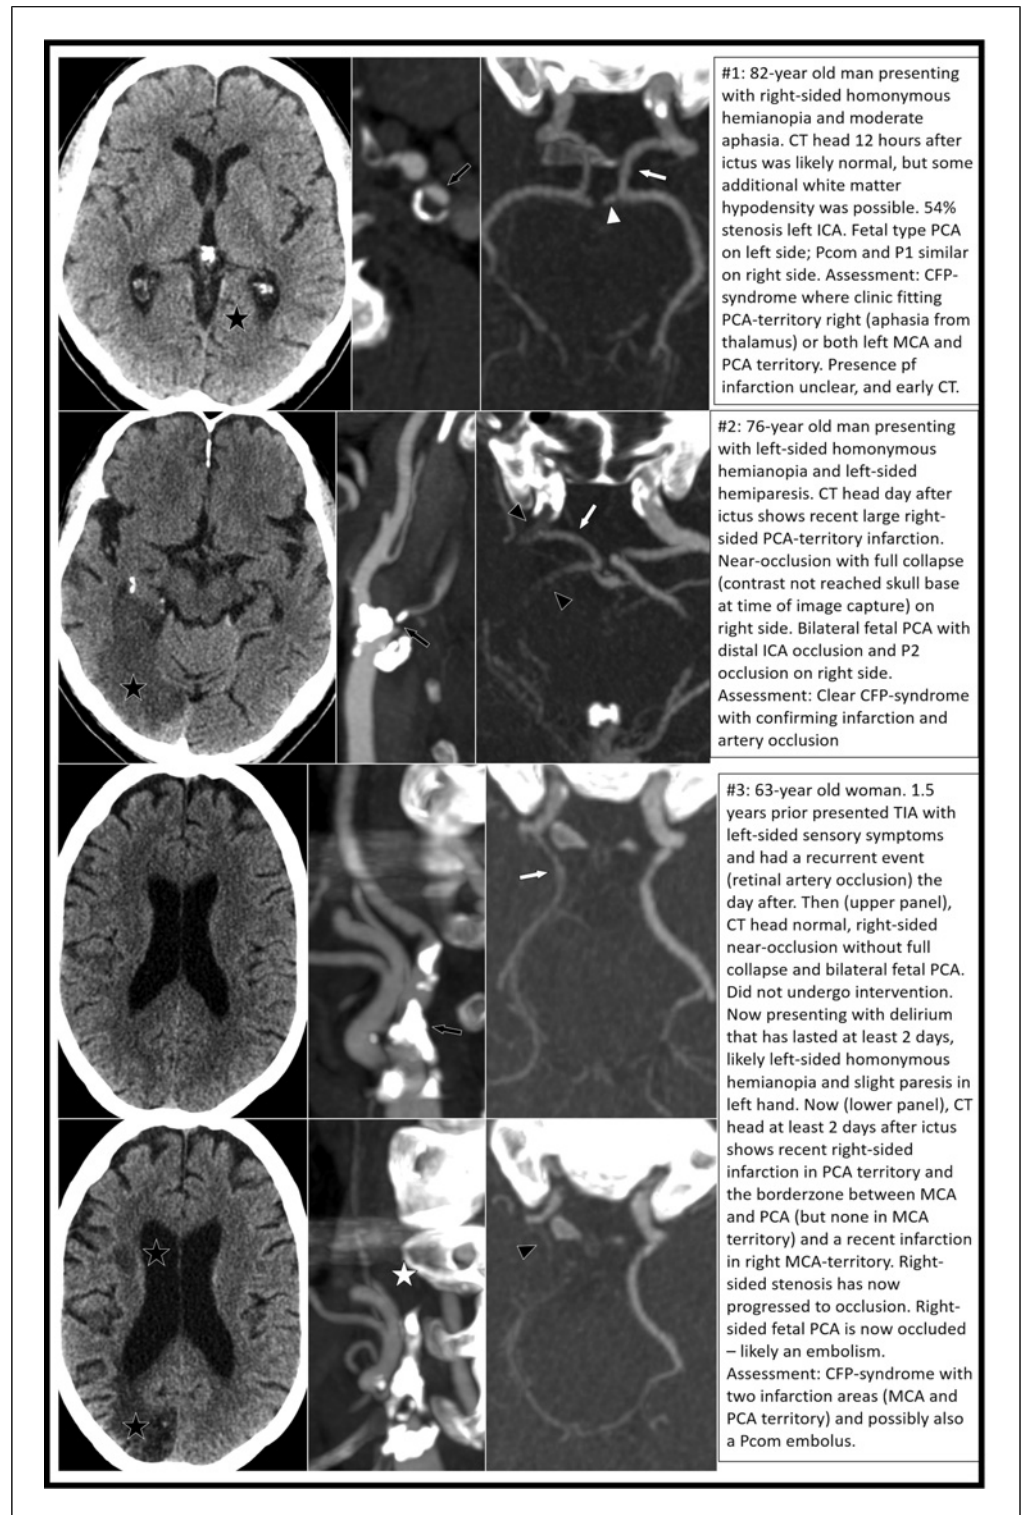 #1: 82-year old man presenting
with right-sided homonymous
hemianopia and moderate
aphasia. CT head 12 hours after
ictus was likely normal, but some
additional white matter
hypodensity was possible. 54%
stenosis left ICA. Fetal type PCA
on left side; Pcom and P1 similar
on right side. Assessment: CFP-
syndrome where clinic fitting
PCA-territory right (aphasia from
thalamus) or both left MCA and
PCA territory. Presence pf
infarction unclear, and early CT.
#2: 76-year old man presenting
with left-sided homonymous
hemianopia and left-sided
hemiparesis. CT head day after
ictus shows recent large right-
sided PCA-territory infarction.
Near-occlusion with full collapse
(contrast not reached skull base
at time of image capture) on
right side. Bilateral fetal PCA with
distal ICA occlusion and P2
occlusion on right side.
Assessment: Clear CFP-syndrome
with confirming infarction and
artery occlusion
#3: 63-year old woman. 1.5
years prior presented TIA with
left-sided sensory symptoms
and had a recurrent event
(retinal artery occlusion) the
day after. Then (upper panel),
CT head normal, right-sided
near-occlusion without full
collapse and bilateral fetal PCA.
Did not undergo intervention.
Now presenting with delirium
that has lasted at least 2 days,
likely left-sided homonymous
hemianopia and slight paresis in
left hand. Now (lower panel), CT
head at least 2 days after ictus
shows recent right-sided
infarction in PCA territory and
the borderzone between MCA
and PCA (but none in MCA
territory) and a recent infarction
in right MCA-territory. Right-
sided stenosis has now
progressed to occlusion. Right-
sided fetal PCA is now occluded
– likely an embolism.
Assessment: CFP-syndrome with
two infarction areas (MCA and
PCA territory) and possibly also
a Pcom embolus.